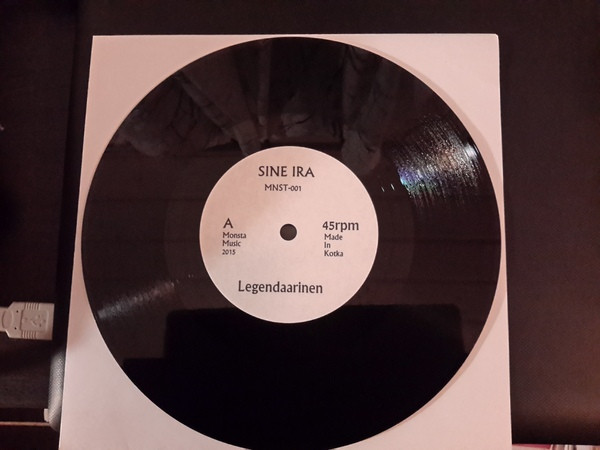 SINE IRA
MNST-001
A
Monsta
Music
2015
45rpm
Made
In
Kotka
Legendaarinen